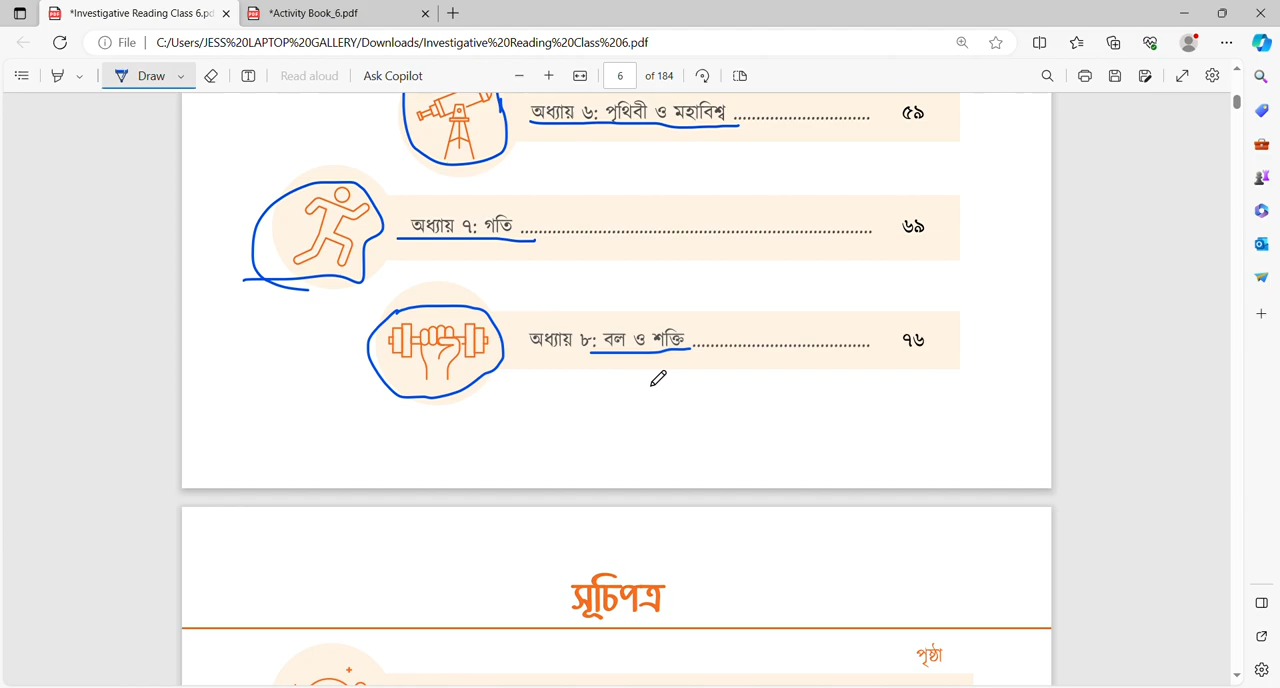 *Investigative Reading Class 6.pd
*Activity Book_6.pdf
File
C:/Users/JESS%20LAPTOP%20GALLERY/Downloads/Investigative%20Reading%20Class%206.pdf
Draw
Read aloud
Ask Copilot
6
of 184
অধ্যায় ৬: পৃথিবী ও মহাবিশ্ব .............................. ৫৯
অধ্যায় ৭: গতি ................................................................... ৬৯
অধ্যায় ৮: বল ও শক্তি ....................................... ৭৬
সূচিপত্র
পৃষ্ঠা